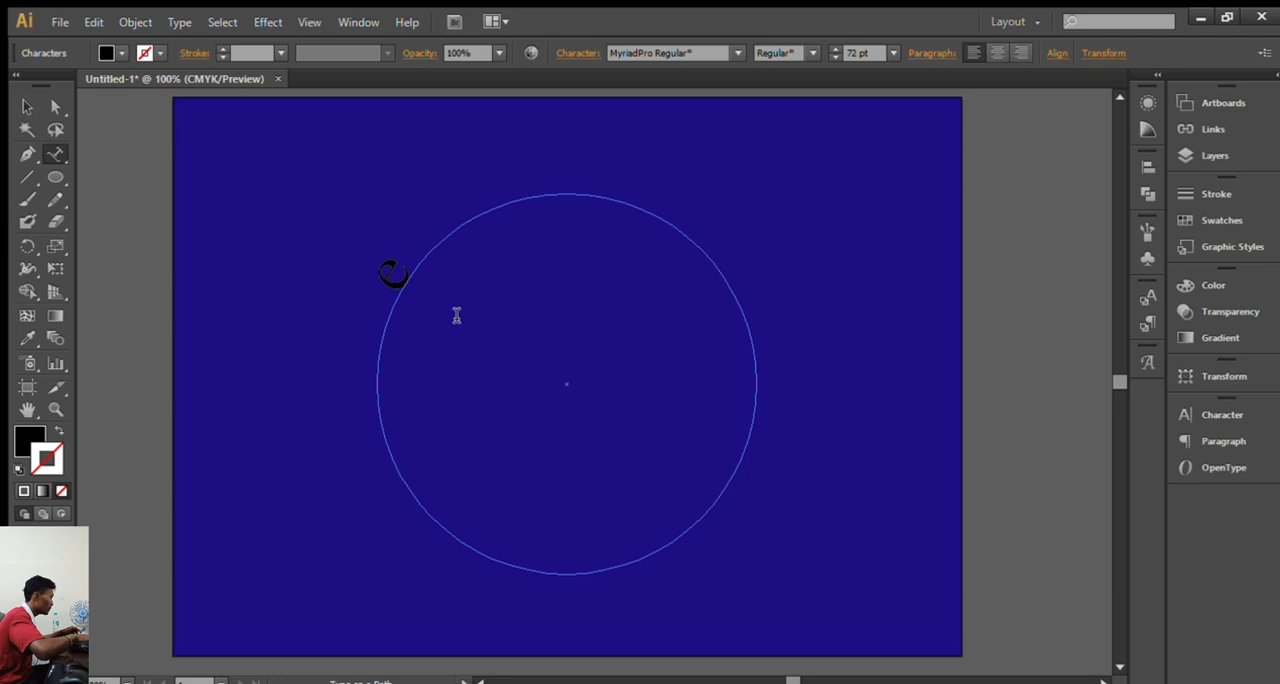 Ai File Edit Object Type Select Effect View Window Help Br Layout
Characters Stroke: Opacity: 100% Character: MyriadPro Regular* Regular* 72 pt Paragraph: Align Transform
Untitled-1* @ 100% (CMYK/Preview) ×
Artboards
Links
Layers
Stroke
Swatches
Graphic Styles
Color
Transparency
Gradient
Transform
Character
Paragraph
OpenType
e
Type on a Path